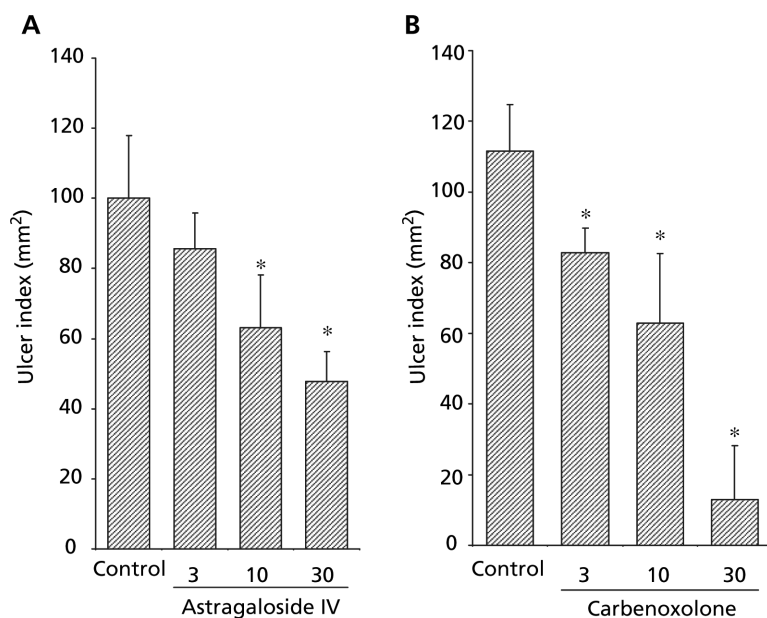 A
140
120
100
80
60
40
20
0
Ulcer index (mm²)
*
*
Control 3 10 30
Astragaloside IV
B
140
120
100
80
60
40
20
0
Ulcer index (mm²)
*
*
*
Control 3 10 30
Carbenoxolone